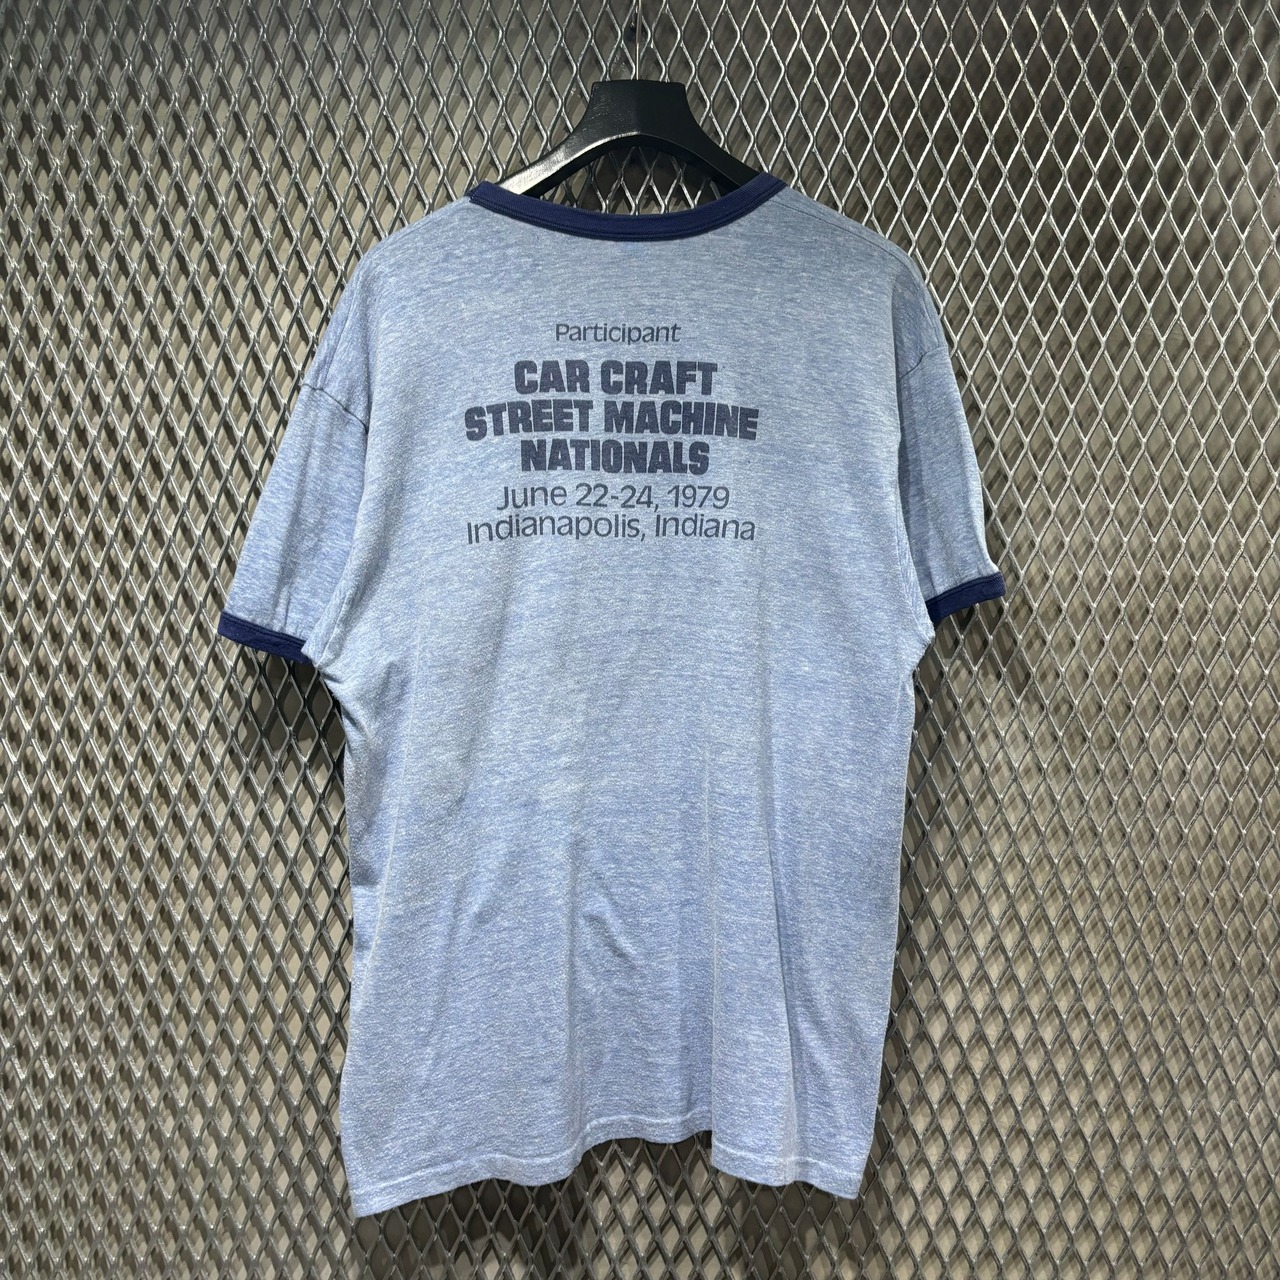 Participant
CAR CRAFT
STREET MACHINE
NATIONALS
June 22-24, 1979
Indianapolis, Indiana